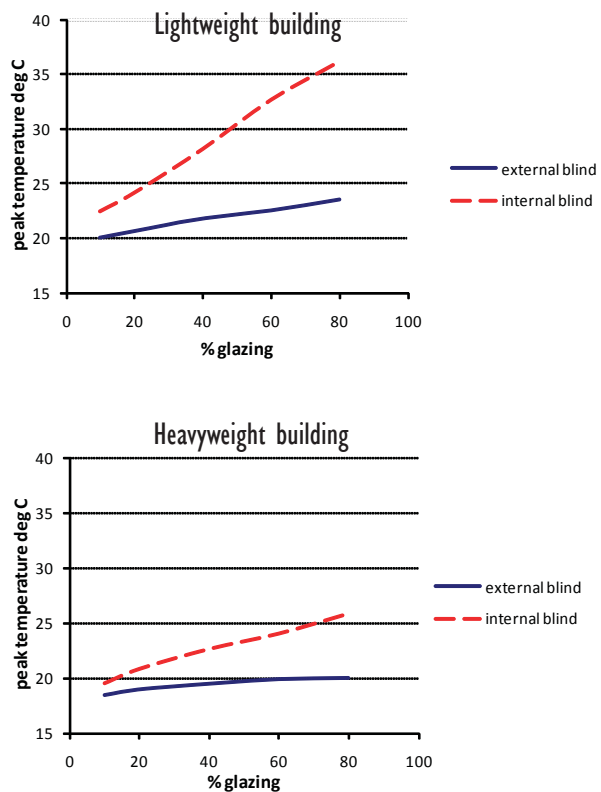 Lightweight building
40
35
30
25
20
15
peak temperature deg C
0 20 40 60 80 100
% glazing
external blind
internal blind
Heavyweight building
40
35
30
25
20
15
peak temperature deg C
0 20 40 60 80 100
% glazing
external blind
internal blind